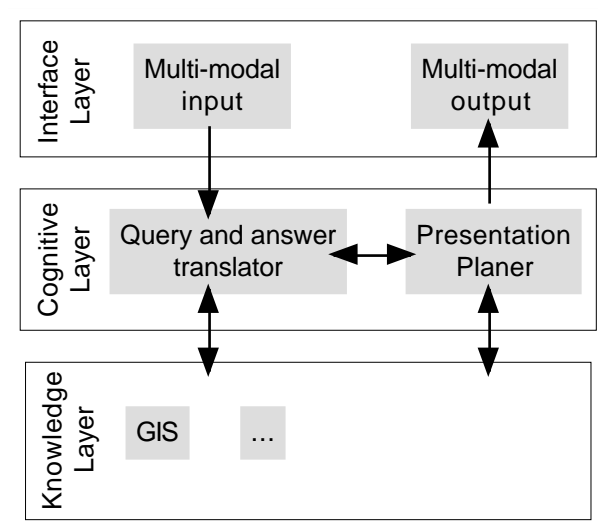 Interface
Layer
Multi-modal
input
Multi-modal
output
Cognitive
Layer
Query and answer
translator
Presentation
Planer
Knowledge
Layer
GIS
...